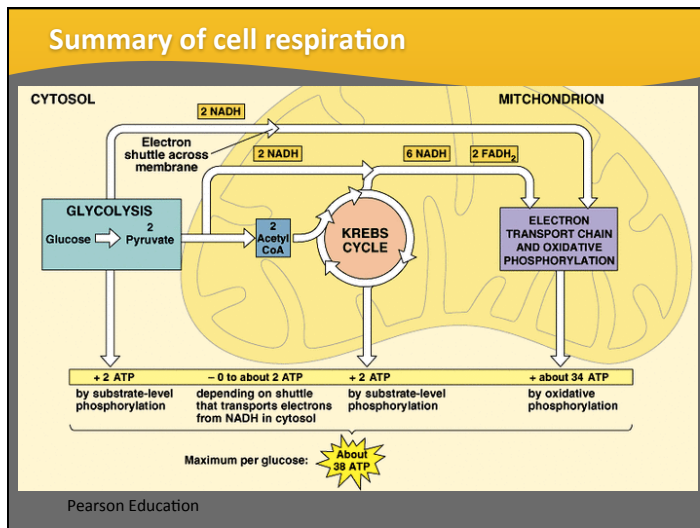 Summary of cell respiration
CYTOSOL
MITCHONDRION
2 NADH
Electron
shuttle across
membrane
2 NADH
6 NADH
2 FADH₂
GLYCOLYSIS
Glucose
2
Pyruvate
2
Acetyl
CoA
KREBS
CYCLE
ELECTRON
TRANSPORT CHAIN
AND OXIDATIVE
PHOSPHORYLATION
+ 2 ATP
by substrate-level
phosphorylation
– 0 to about 2 ATP
depending on shuttle
that transports electrons
from NADH in cytosol
+ 2 ATP
by substrate-level
phosphorylation
+ about 34 ATP
by oxidative
phosphorylation
Maximum per glucose:
About
38 ATP
Pearson Education